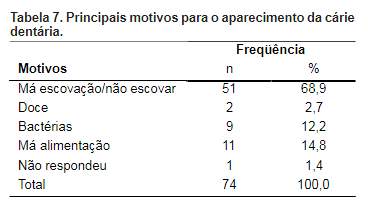 Tabela 7. Principais motivos para o aparecimento da cárie
dentária.
Freqüência
Motivos n %
Má escovação/não escovar 51 68,9
Doce 2 2,7
Bactérias 9 12,2
Má alimentação 11 14,8
Não respondeu 1 1,4
Total 74 100,0